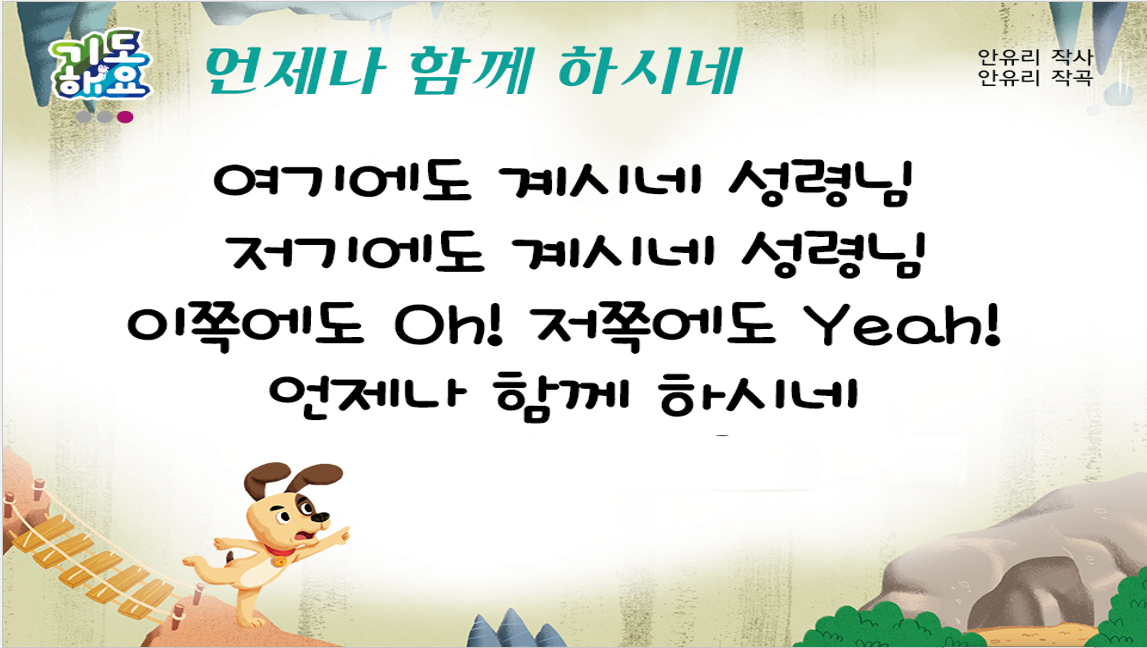 기도
해요
언제나 함께 하시네
안유리 작사
안유리 작곡
여기에도 계시네 성령님
저기에도 계시네 성령님
이쪽에도 Oh! 저쪽에도 Yeah!
언제나 함께 하시네